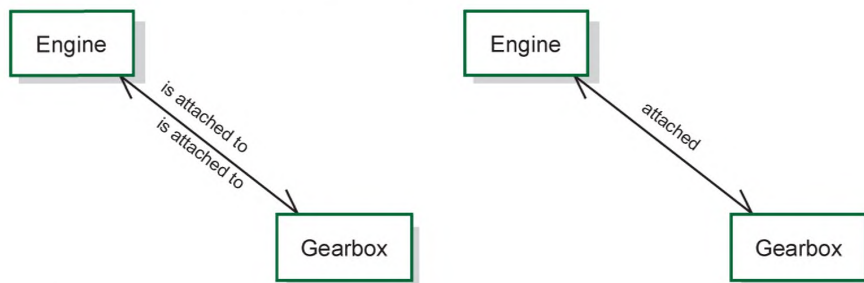 Engine
is attached to
is attached to
Gearbox
Engine
attached
Gearbox